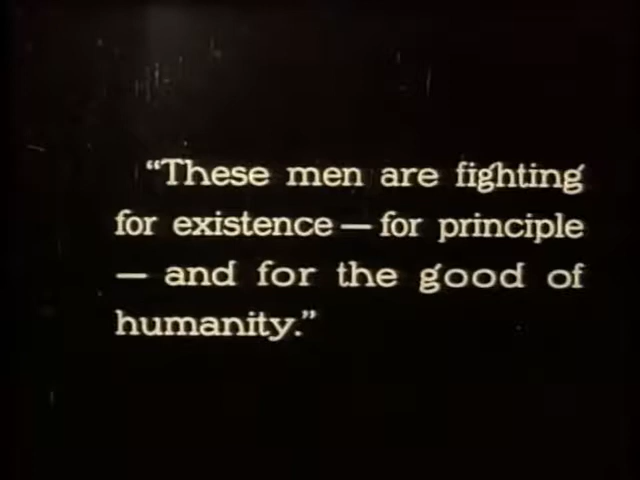 “These men are fighting
for existence — for principle
— and for the good of
humanity.”